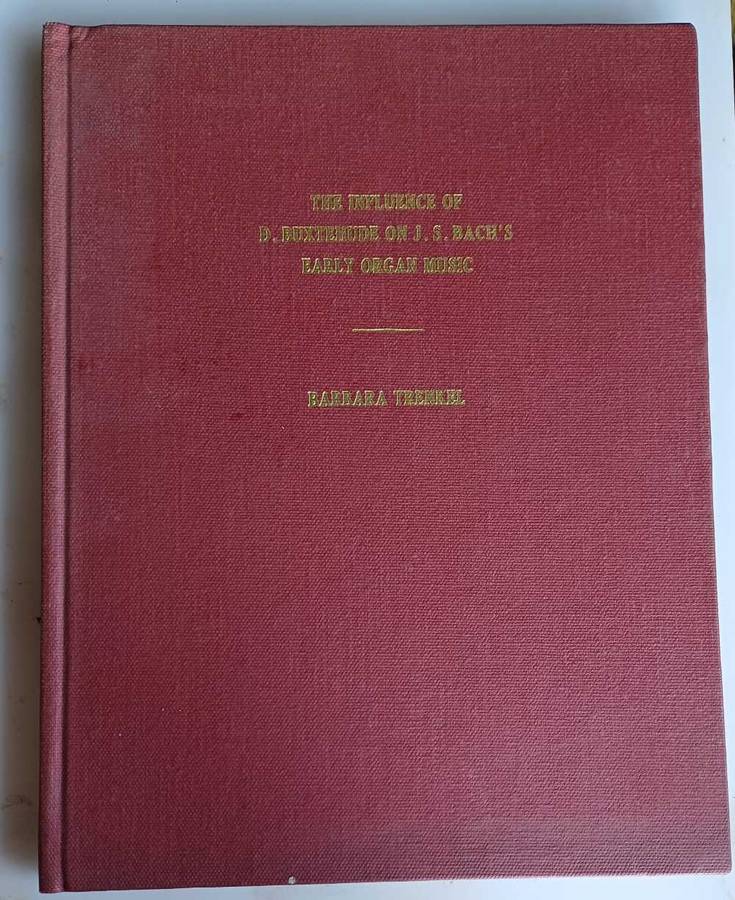 THE INFLUENCE OF
D. BUXTEHUDE ON J. S. BACH'S
EARLY ORGAN MUSIC
BARBARA TRENKEL